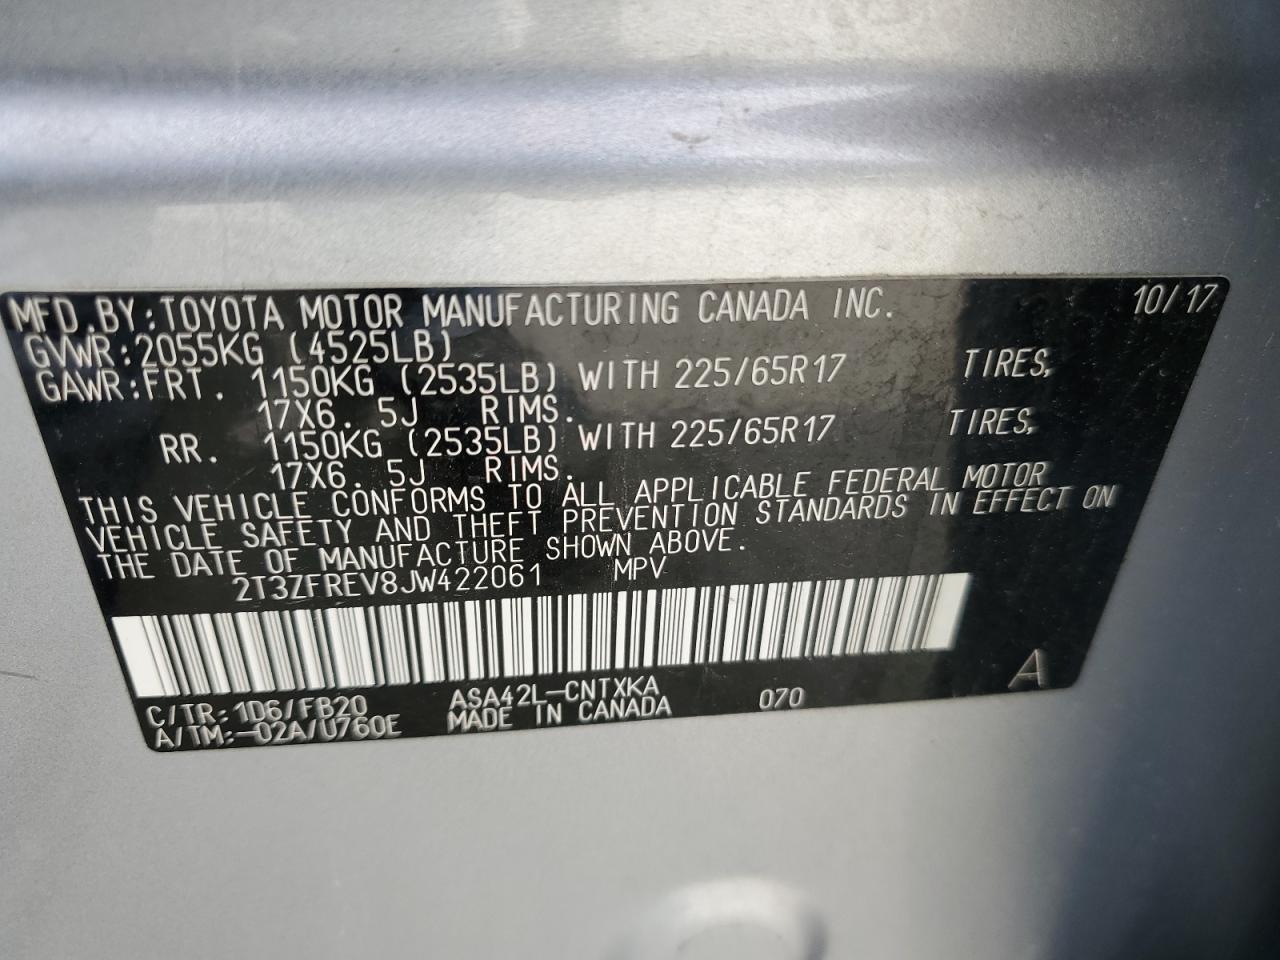 MFD.BY:TOYOTA MOTOR MANUFACTURING CANADA INC. 10/17
GVWR:2055KG (4525LB)
GAWR:FRT. 1150KG (2535LB) WITH 225/65R17 TIRES,
17X6. 5J RIMS.
RR. 1150KG (2535LB) WITH 225/65R17 TIRES,
17X6. 5J RIMS.
THIS VEHICLE CONFORMS TO ALL APPLICABLE FEDERAL MOTOR
VEHICLE SAFETY AND THEFT PREVENTION STANDARDS IN EFFECT ON
THE DATE OF MANUFACTURE SHOWN ABOVE.
2T3ZFREV8JW422061 MPV
C/TR:1D6/FB20 ASA42L-CNTXKA 070 A
A/TM:-02A/U760E MADE IN CANADA